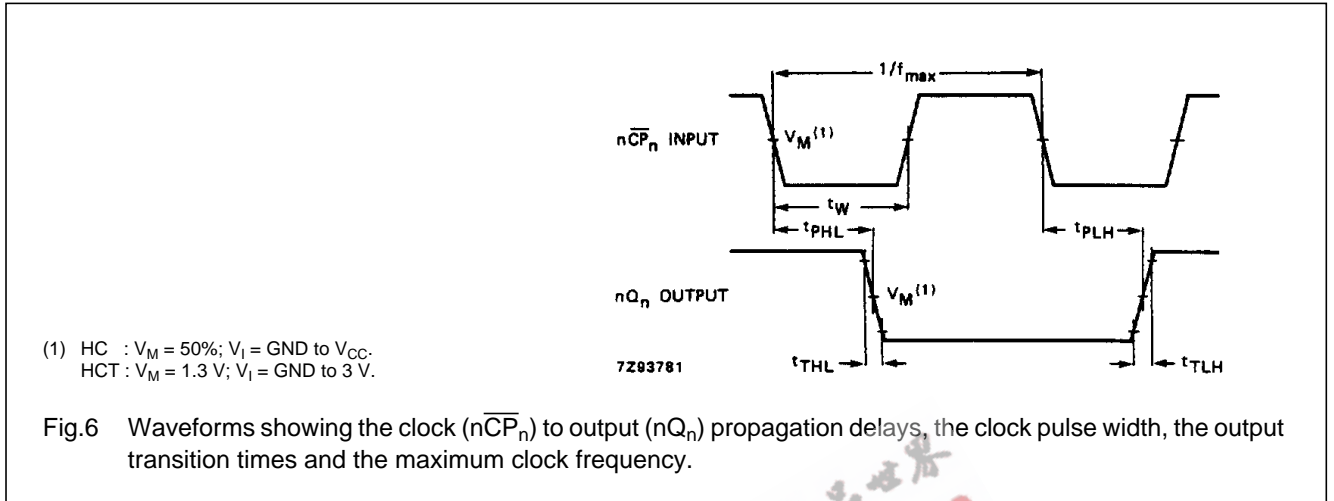 1/fmax
nC̅P̅n INPUT
VM(1)
tW
tPHL
tPLH
nQn OUTPUT
VM(1)
(1) HC : VM = 50%; VI = GND to VCC.
HCT : VM = 1.3 V; VI = GND to 3 V.
7Z93781
tTHL
tTLH
Fig.6 Waveforms showing the clock (nC̅P̅n) to output (nQn) propagation delays, the clock pulse width, the output
transition times and the maximum clock frequency.